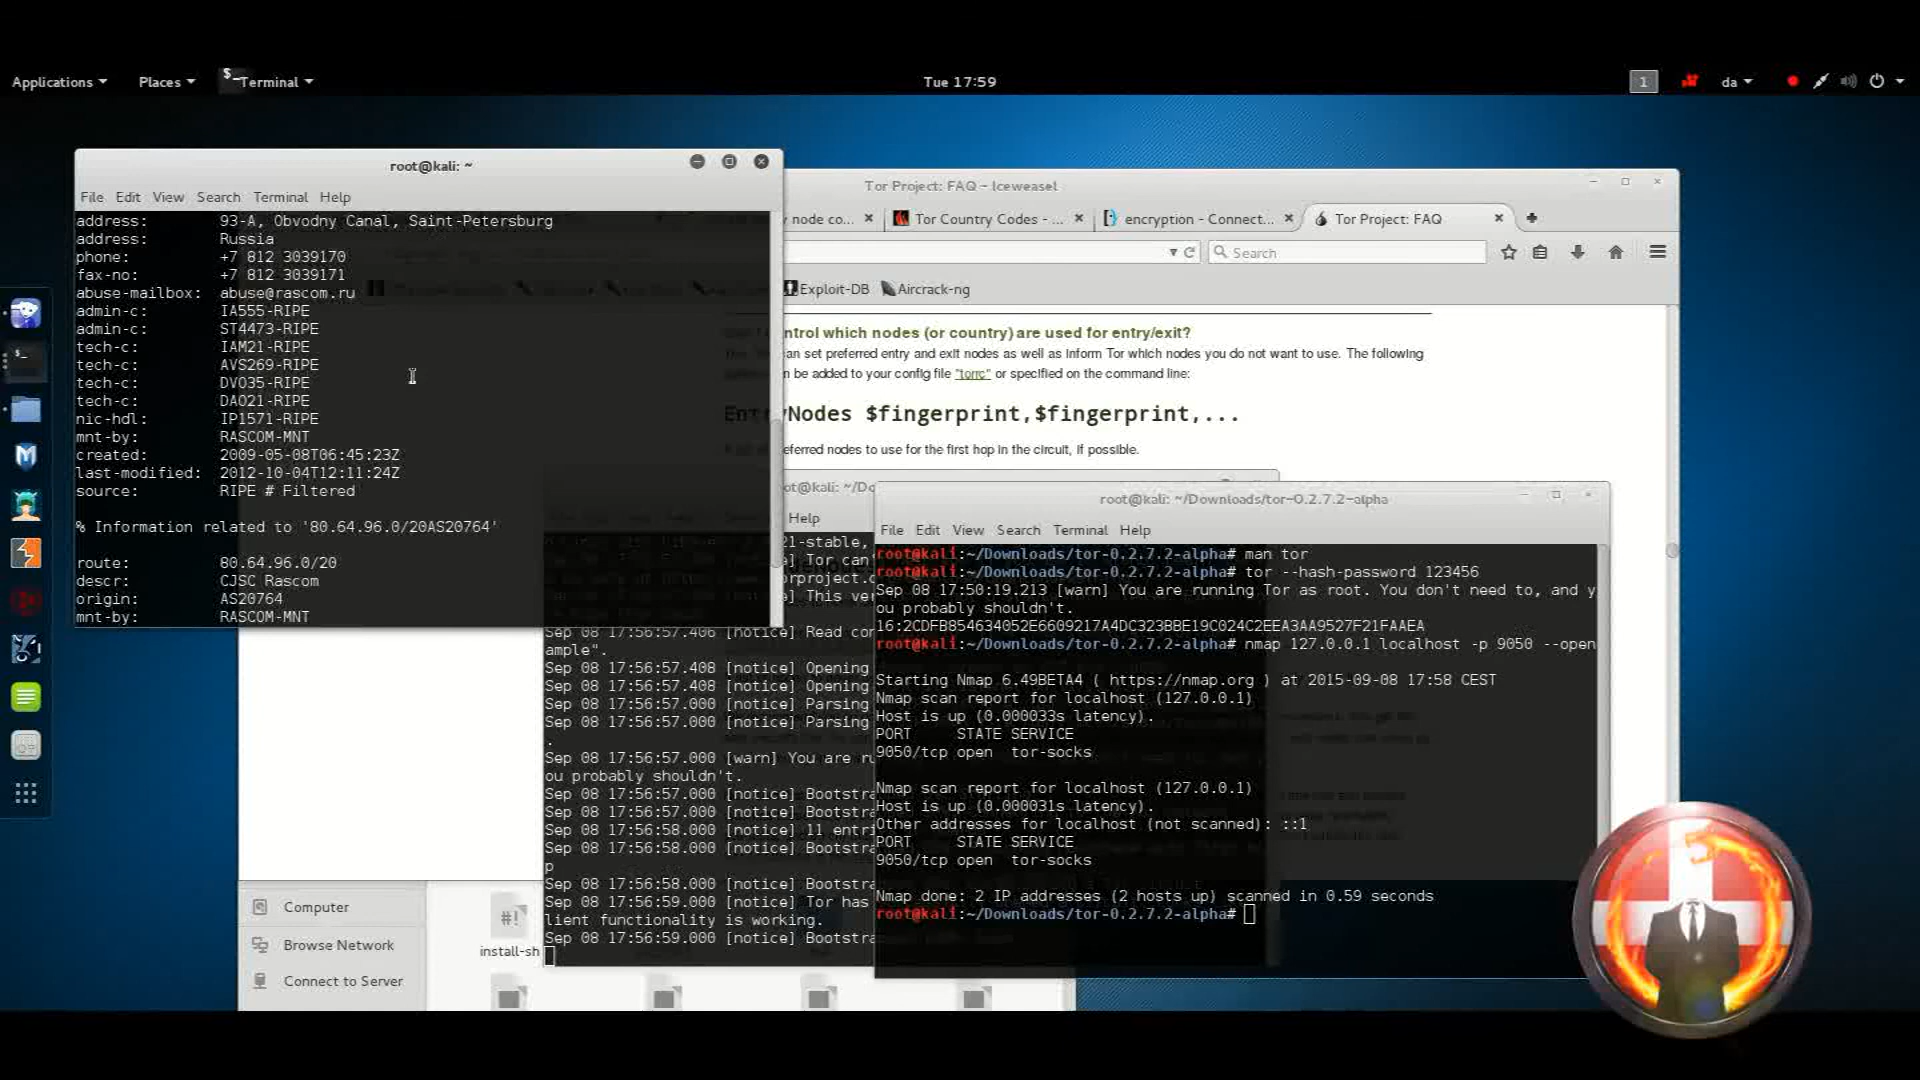 Applications
Places
$_ Terminal
Tue 17:59
1
da
root@kali: ~
File Edit View Search Terminal Help
address: 93-A, Obvodny Canal, Saint-Petersburg
address: Russia
phone: +7 812 3039170
fax-no: +7 812 3039171
abuse-mailbox: abuse@rascom.ru
admin-c: IA555-RIPE
admin-c: ST4473-RIPE
tech-c: IAM21-RIPE
tech-c: AVS269-RIPE
tech-c: DVO35-RIPE
tech-c: DAO21-RIPE
nic-hdl: IP1571-RIPE
mnt-by: RASCOM-MNT
created: 2009-05-08T06:45:23Z
last-modified: 2012-10-04T12:11:24Z
source: RIPE # Filtered
% Information related to '80.64.96.0/20AS20764'
route: 80.64.96.0/20
descr: CJSC Rascom
origin: AS20764
mnt-by: RASCOM-MNT
Tor Project: FAQ - Iceweasel
node co...
Tor Country Codes - ...
encryption - Connect...
Tor Project: FAQ
Search
Exploit-DB
Aircrack-ng
ntrol which nodes (or country) are used for entry/exit?
an set preferred entry and exit nodes as well as inform Tor which nodes you do not want to use. The following
n be added to your config file "torrc" or specified on the command line:
EntryNodes $fingerprint,$fingerprint,...
eferred nodes to use for the first hop in the circuit, if possible.
ot@kali: ~/Do
Help
21-stable,
] Tor can
orproject.o
] This ver
Sep 08 17:56:57.406 [notice] Read con
ample".
Sep 08 17:56:57.408 [notice] Opening
Sep 08 17:56:57.408 [notice] Opening
Sep 08 17:56:57.000 [notice] Parsing
Sep 08 17:56:57.000 [notice] Parsing
.
Sep 08 17:56:57.000 [warn] You are ru
ou probably shouldn't.
Sep 08 17:56:57.000 [notice] Bootstra
Sep 08 17:56:57.000 [notice] Bootstra
Sep 08 17:56:58.000 [notice] 11 entri
Sep 08 17:56:58.000 [notice] Bootstra
p
Sep 08 17:56:58.000 [notice] Bootstra
Sep 08 17:56:59.000 [notice] Tor has
lient functionality is working.
Sep 08 17:56:59.000 [notice] Bootstra
root@kali: ~/Downloads/tor-0.2.7.2-alpha
File Edit View Search Terminal Help
root@kali:~/Downloads/tor-0.2.7.2-alpha# man tor
root@kali:~/Downloads/tor-0.2.7.2-alpha# tor --hash-password 123456
Sep 08 17:50:19.213 [warn] You are running Tor as root. You don't need to, and y
ou probably shouldn't.
16:2CDFB854634052E6609217A4DC323BBE19C024C2EEA3AA9527F21FAAEA
root@kali:~/Downloads/tor-0.2.7.2-alpha# nmap 127.0.0.1 localhost -p 9050 --open
Starting Nmap 6.49BETA4 ( https://nmap.org ) at 2015-09-08 17:58 CEST
Nmap scan report for localhost (127.0.0.1)
Host is up (0.000033s latency).
PORT STATE SERVICE
9050/tcp open tor-socks
Nmap scan report for localhost (127.0.0.1)
Host is up (0.000031s latency).
Other addresses for localhost (not scanned): ::1
PORT STATE SERVICE
9050/tcp open tor-socks
Nmap done: 2 IP addresses (2 hosts up) scanned in 0.59 seconds
root@kali:~/Downloads/tor-0.2.7.2-alpha#
Computer
Browse Network
Connect to Server
#!
install-sh